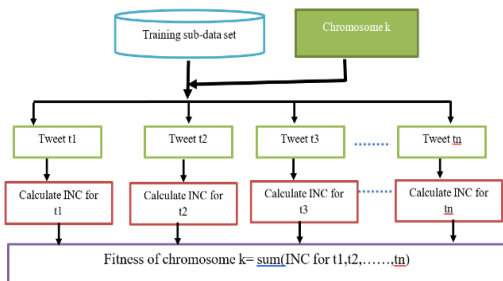 Training sub-data set
Chromosome k
Tweet t1
Tweet t2
Tweet t3
........
Tweet tn
Calculate INC for
t1
Calculate INC for
t2
Calculate INC for
t3
Calculate INC for
tn
Fitness of chromosome k= sum(INC for t1,t2,……,tn)